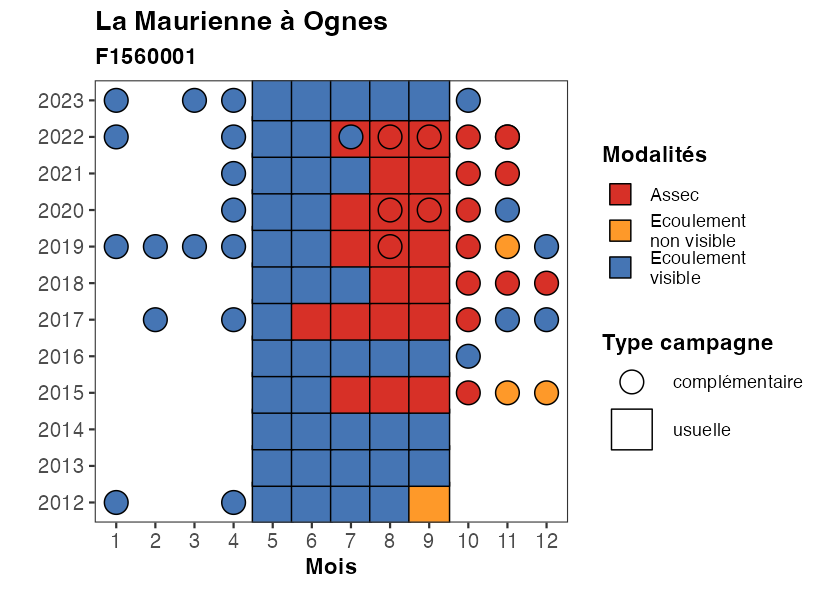 La Maurienne à Ognes
F1560001
2023
2022
2021
2020
2019
2018
2017
2016
2015
2014
2013
2012
1 2 3 4 5 6 7 8 9 10 11 12
Mois
Modalités
Assec
Ecoulement
non visible
Ecoulement
visible
Type campagne
complémentaire
usuelle